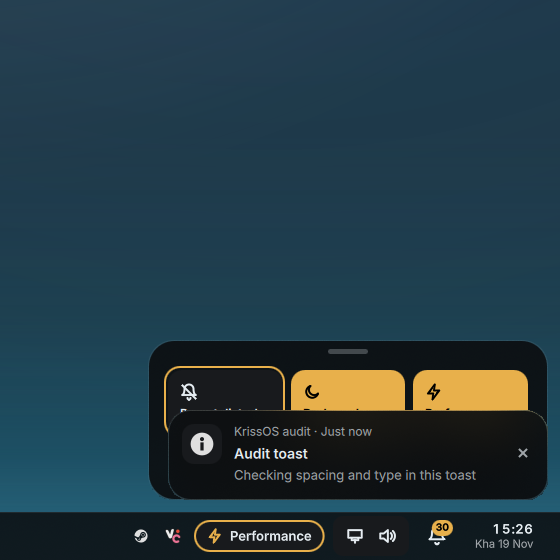 KrissOS audit · Just now
Audit toast
Checking spacing and type in this toast
Performance
30
15:26
Kha 19 Nov